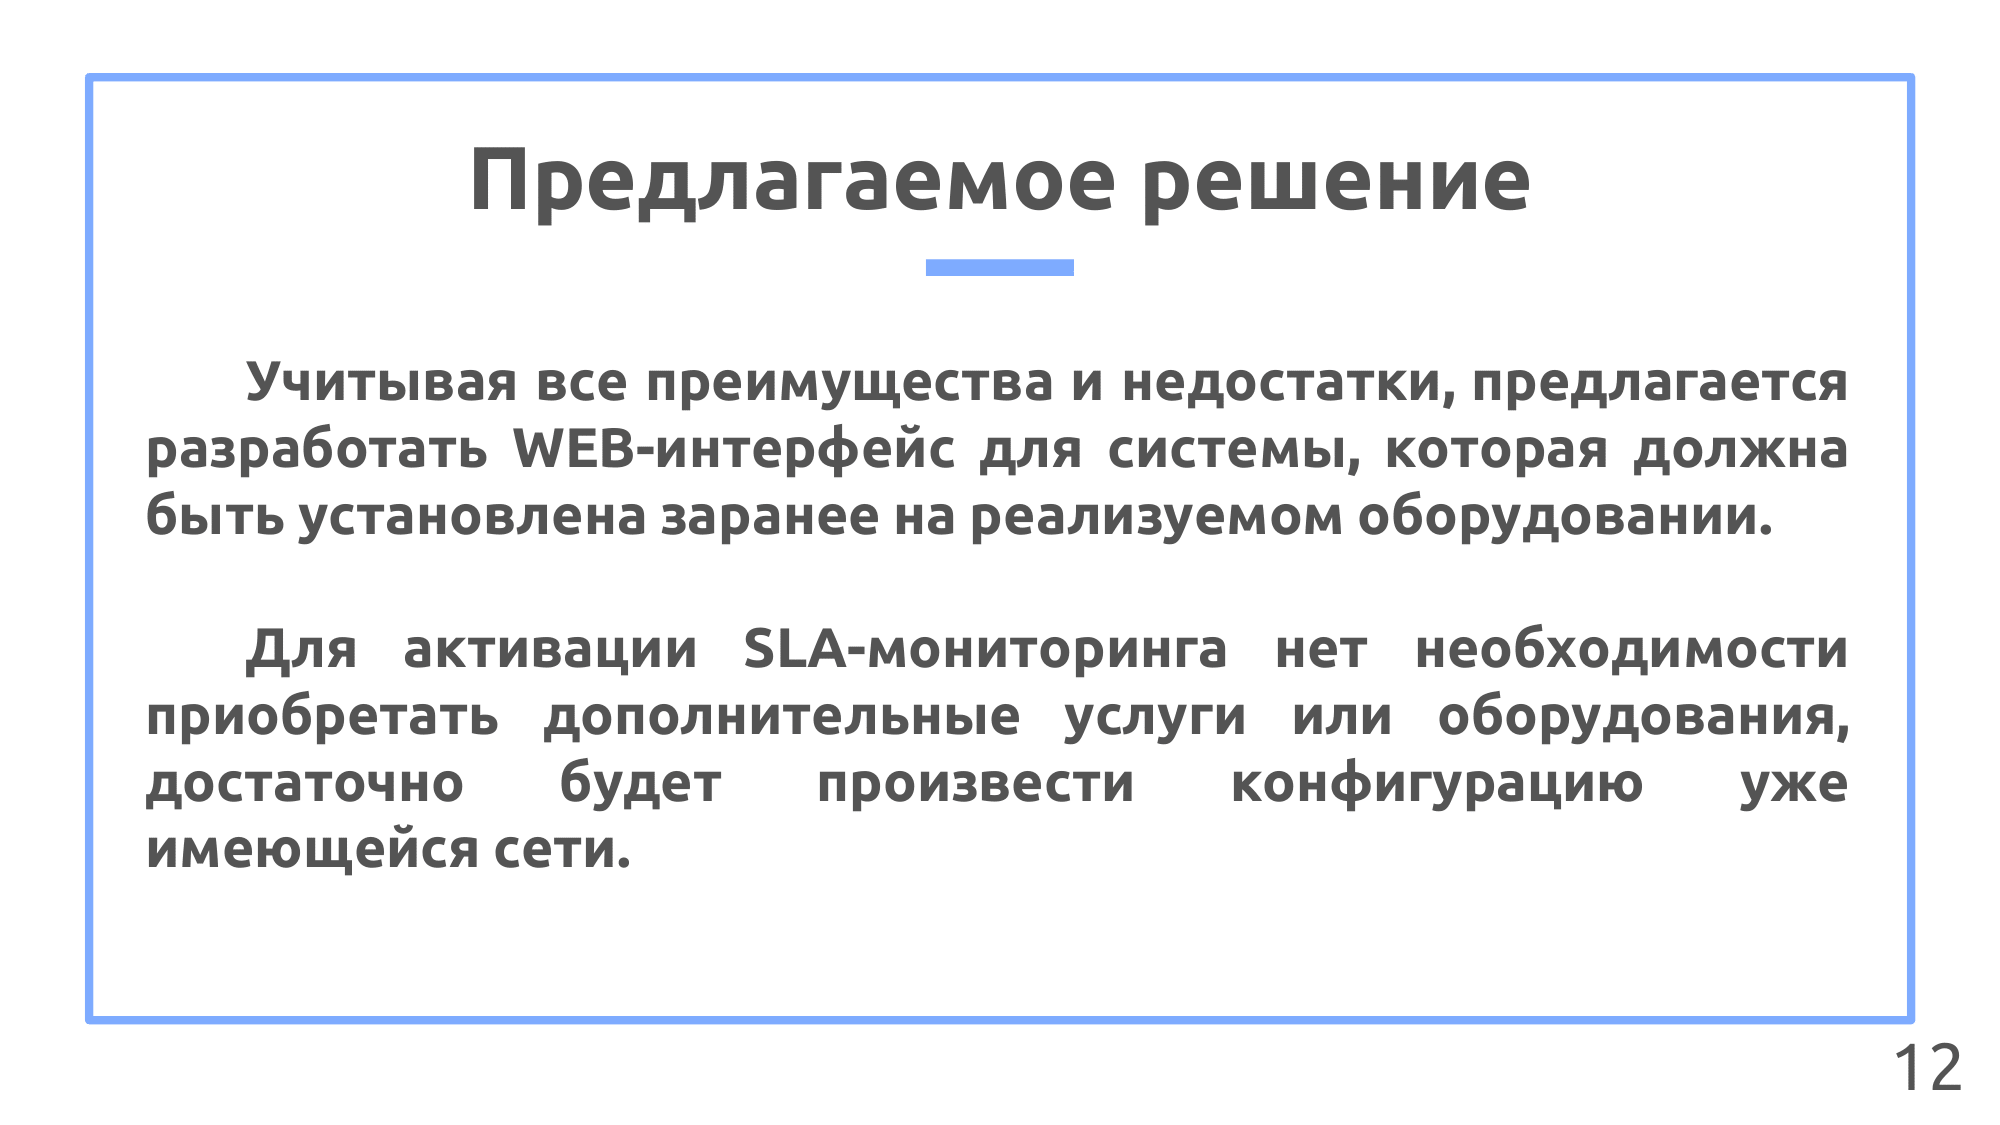 Предлагаемое решение
Учитывая все преимущества и недостатки, предлагается
разработать WEB-интерфейс для системы, которая должна
быть установлена заранее на реализуемом оборудовании.
Для активации SLA-мониторинга нет необходимости
приобретать дополнительные услуги или оборудования,
достаточно будет произвести конфигурацию уже
имеющейся сети.
12